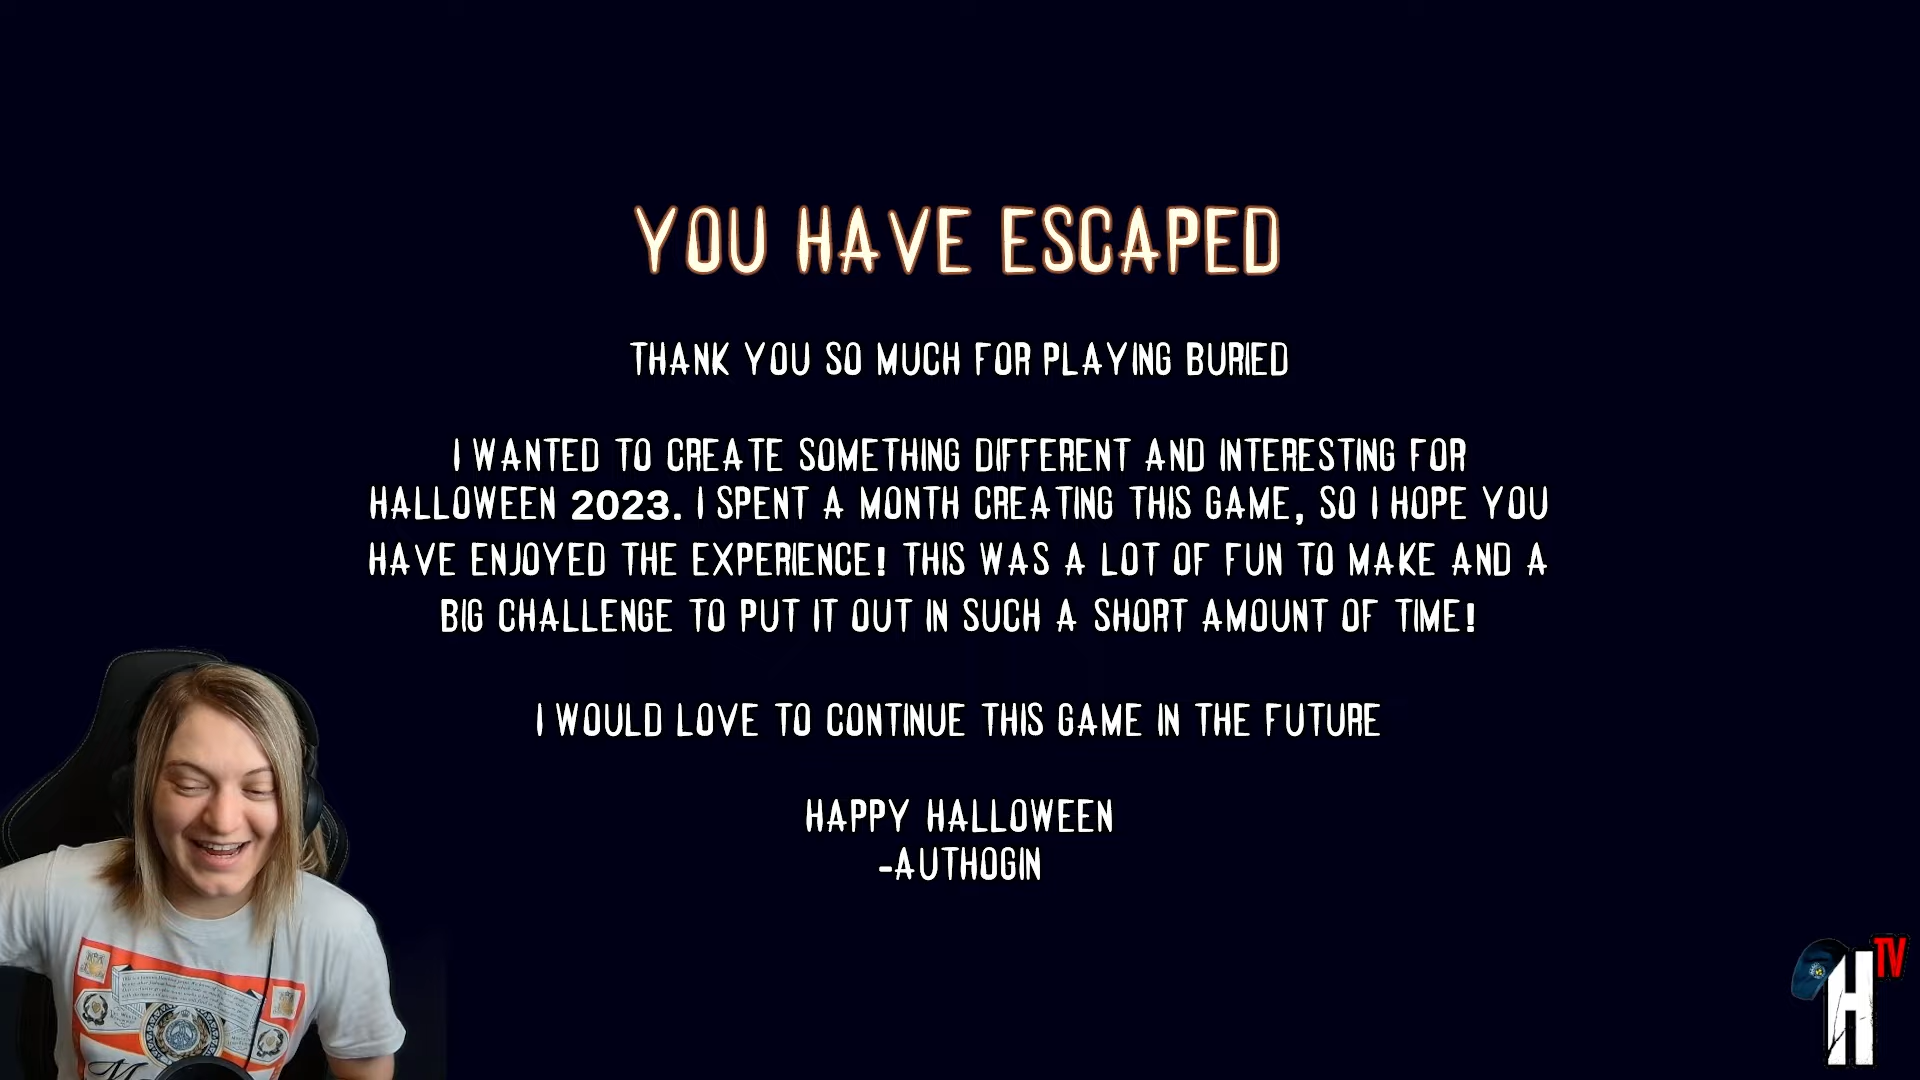 YOU HAVE ESCAPED
THANK YOU SO MUCH FOR PLAYING BURIED
I WANTED TO CREATE SOMETHING DIFFERENT AND INTERESTING FOR
HALLOWEEN 2023. I SPENT A MONTH CREATING THIS GAME, SO I HOPE YOU
HAVE ENJOYED THE EXPERIENCE! THIS WAS A LOT OF FUN TO MAKE AND A
BIG CHALLENGE TO PUT IT OUT IN SUCH A SHORT AMOUNT OF TIME!
I WOULD LOVE TO CONTINUE THIS GAME IN THE FUTURE
HAPPY HALLOWEEN
-AUTHOGIN
H TV